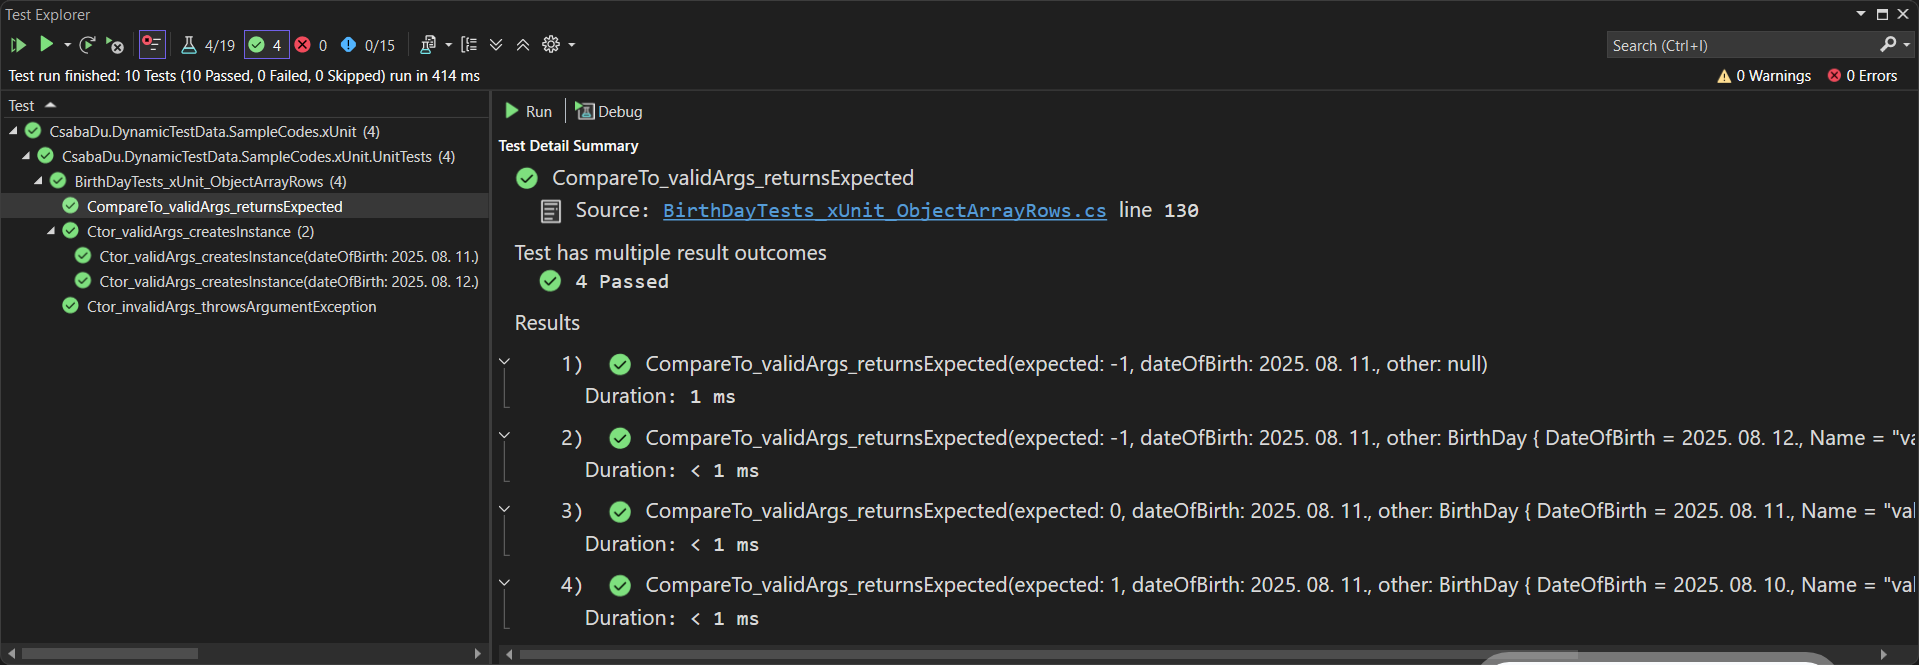 Test Explorer
4/19 4 0 0/15
Search (Ctrl+I)
Test run finished: 10 Tests (10 Passed, 0 Failed, 0 Skipped) run in 414 ms
0 Warnings 0 Errors
Test
CsabaDu.DynamicTestData.SampleCodes.xUnit (4)
CsabaDu.DynamicTestData.SampleCodes.xUnit.UnitTests (4)
BirthDayTests_xUnit_ObjectArrayRows (4)
CompareTo_validArgs_returnsExpected
Ctor_validArgs_createsInstance (2)
Ctor_validArgs_createsInstance(dateOfBirth: 2025. 08. 11.)
Ctor_validArgs_createsInstance(dateOfBirth: 2025. 08. 12.)
Ctor_invalidArgs_throwsArgumentException
Run Debug
Test Detail Summary
CompareTo_validArgs_returnsExpected
Source: BirthDayTests_xUnit_ObjectArrayRows.cs line 130
Test has multiple result outcomes
4 Passed
Results
1) CompareTo_validArgs_returnsExpected(expected: -1, dateOfBirth: 2025. 08. 11., other: null)
Duration: 1 ms
2) CompareTo_validArgs_returnsExpected(expected: -1, dateOfBirth: 2025. 08. 11., other: BirthDay { DateOfBirth = 2025. 08. 12., Name = "va
Duration: < 1 ms
3) CompareTo_validArgs_returnsExpected(expected: 0, dateOfBirth: 2025. 08. 11., other: BirthDay { DateOfBirth = 2025. 08. 11., Name = "val
Duration: < 1 ms
4) CompareTo_validArgs_returnsExpected(expected: 1, dateOfBirth: 2025. 08. 11., other: BirthDay { DateOfBirth = 2025. 08. 10., Name = "val
Duration: < 1 ms